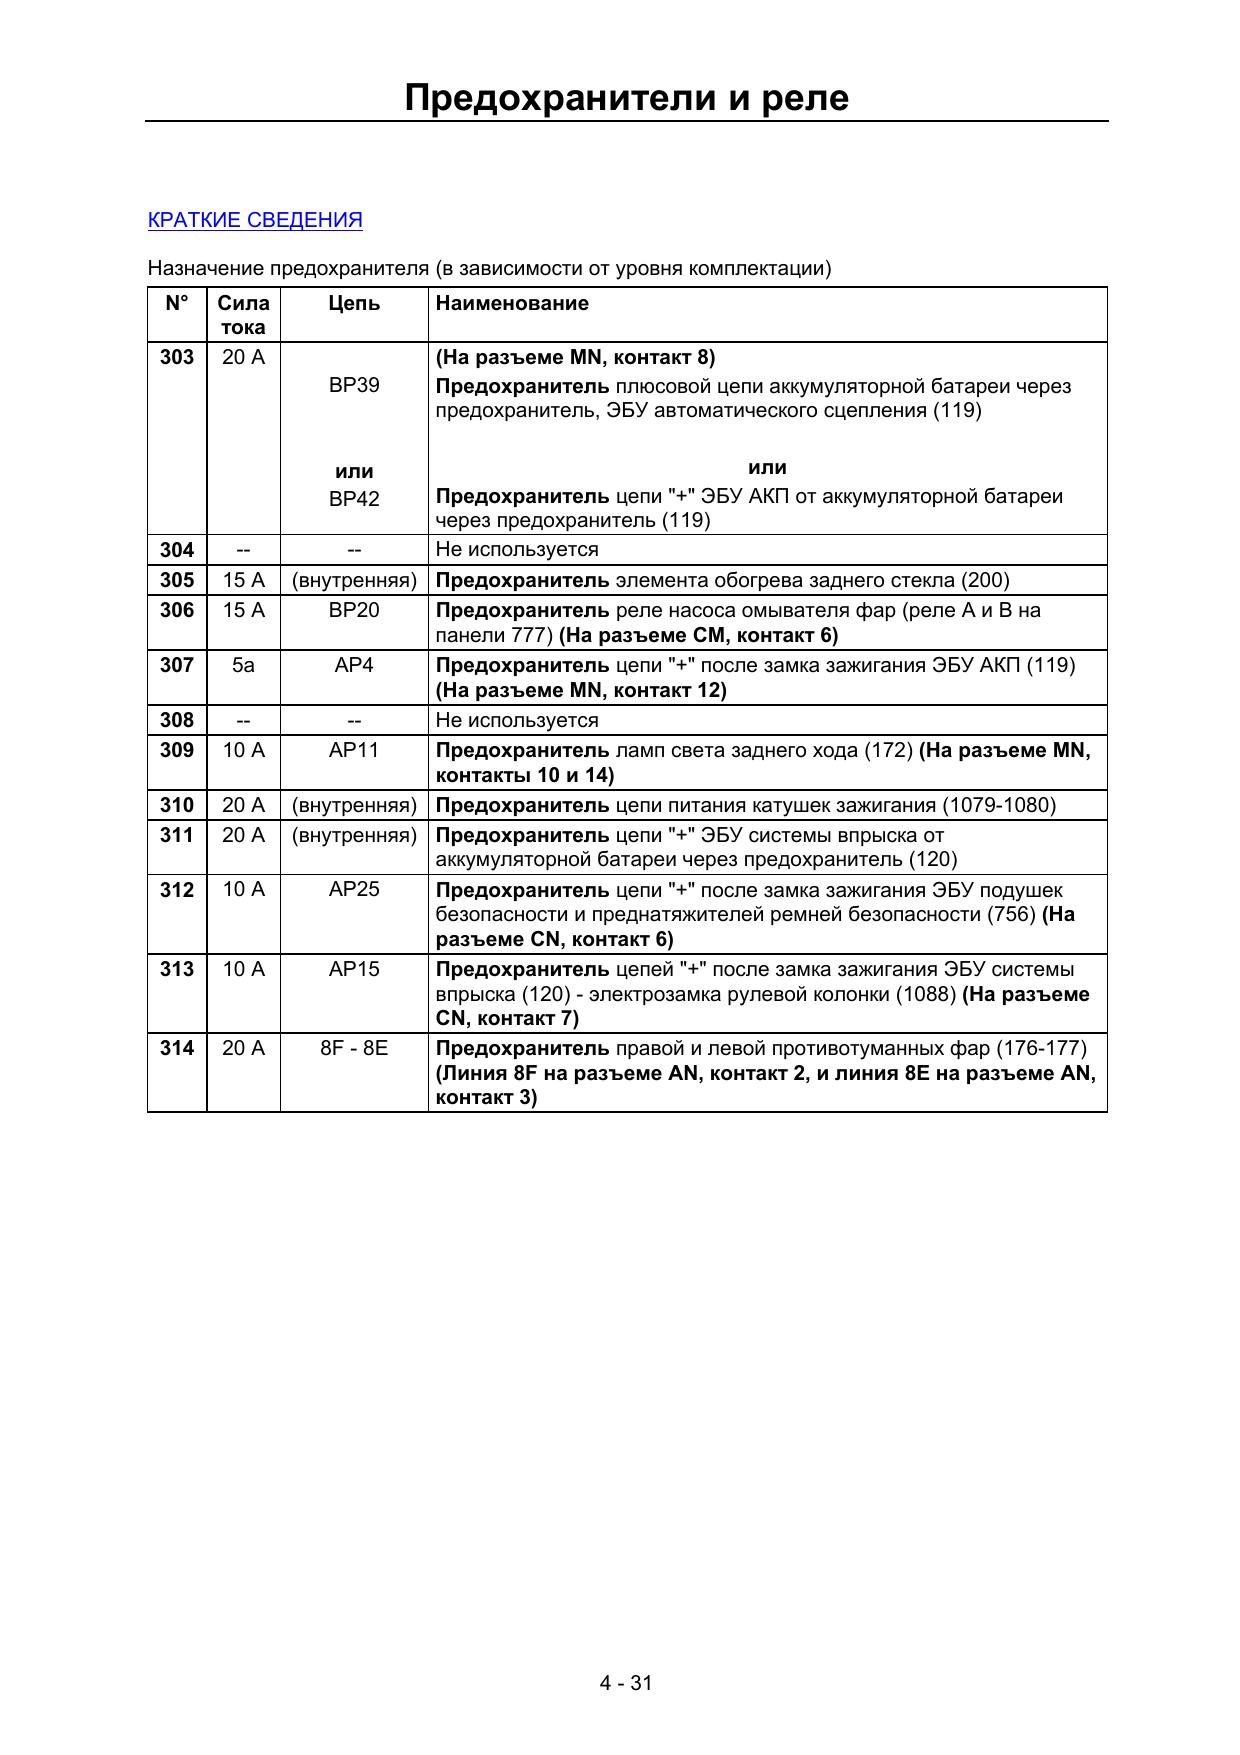 Предохранители и реле
КРАТКИЕ СВЕДЕНИЯ
Назначение предохранителя (в зависимости от уровня комплектации)
N° Сила Цепь Наименование
тока
303 20 A (На разъеме MN, контакт 8)
BP39 Предохранитель плюсовой цепи аккумуляторной батареи через
предохранитель, ЭБУ автоматического сцепления (119)
или или
BP42 Предохранитель цепи "+" ЭБУ АКП от аккумуляторной батареи
через предохранитель (119)
304 -- -- Не используется
305 15 A (внутренняя) Предохранитель элемента обогрева заднего стекла (200)
306 15 A BP20 Предохранитель реле насоса омывателя фар (реле A и B на
панели 777) (На разъеме CM, контакт 6)
307 5a AP4 Предохранитель цепи "+" после замка зажигания ЭБУ АКП (119)
(На разъеме MN, контакт 12)
308 -- -- Не используется
309 10 A AP11 Предохранитель ламп света заднего хода (172) (На разъеме MN,
контакты 10 и 14)
310 20 A (внутренняя) Предохранитель цепи питания катушек зажигания (1079-1080)
311 20 A (внутренняя) Предохранитель цепи "+" ЭБУ системы впрыска от
аккумуляторной батареи через предохранитель (120)
312 10 A AP25 Предохранитель цепи "+" после замка зажигания ЭБУ подушек
безопасности и преднатяжителей ремней безопасности (756) (На
разъеме CN, контакт 6)
313 10 A AP15 Предохранитель цепей "+" после замка зажигания ЭБУ системы
впрыска (120) - электрозамка рулевой колонки (1088) (На разъеме
CN, контакт 7)
314 20 A 8F - 8E Предохранитель правой и левой противотуманных фар (176-177)
(Линия 8F на разъеме AN, контакт 2, и линия 8E на разъеме AN,
контакт 3)
4 - 31